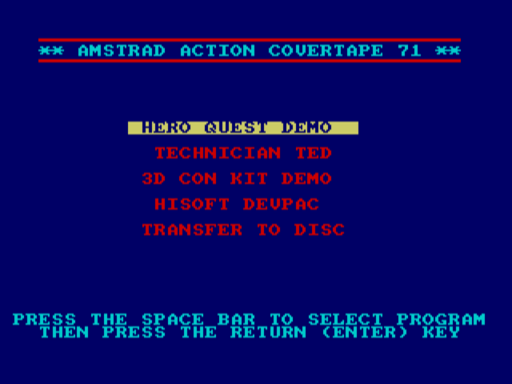 ** AMSTRAD ACTION COVERTAPE 71 **
HERO QUEST DEMO
TECHNICIAN TED
3D CON KIT DEMO
HISOFT DEVPAC
TRANSFER TO DISC
PRESS THE SPACE BAR TO SELECT PROGRAM
THEN PRESS THE RETURN (ENTER) KEY